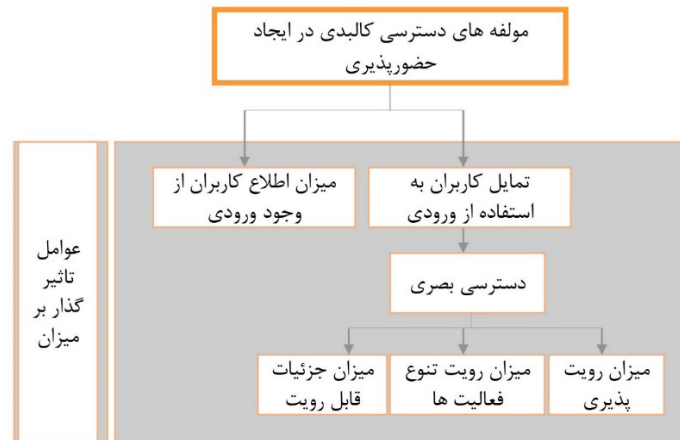 مولفه های دسترسی کالبدی در ایجاد
حضورپذیری
تمایل کاربران به
استفاده از ورودی
میزان اطلاع کاربران از
وجود ورودی
دسترسی بصری
میزان رویت
پذیری
میزان رویت تنوع
فعالیت ها
میزان جزئیات
قابل رویت
عوامل
تاثیر
گذار بر
میزان